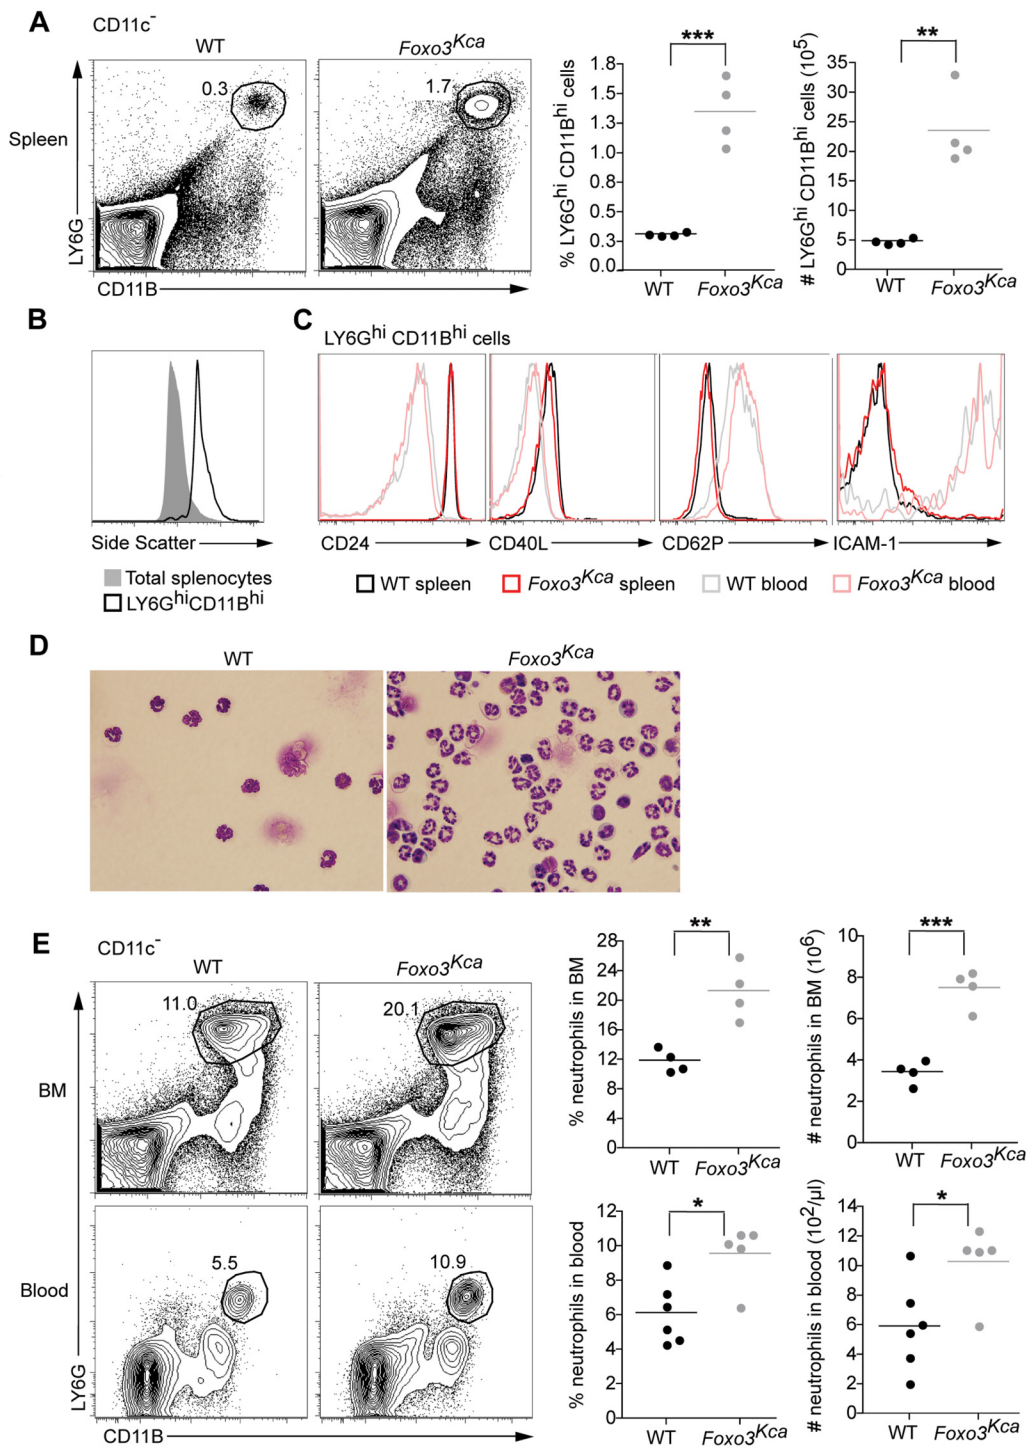 A
CD11c⁻
WT
Foxo3ᴷᶜᵃ
0.3
1.7
Spleen
LY6G
CD11B
***
% LY6Gʰⁱ CD11Bʰⁱ cells
1.8
1.5
1.3
1.0
0.8
0.5
0.3
0.0
WT
Foxo3ᴷᶜᵃ
**
# LY6Gʰⁱ CD11Bʰⁱ cells (10⁵)
35
30
25
20
15
10
5
0
WT
Foxo3ᴷᶜᵃ
B
Side Scatter
Total splenocytes
LY6GʰⁱCD11Bʰⁱ
C
LY6Gʰⁱ CD11Bʰⁱ cells
CD24
CD40L
CD62P
ICAM-1
WT spleen
Foxo3ᴷᶜᵃ spleen
WT blood
Foxo3ᴷᶜᵃ blood
D
WT
Foxo3ᴷᶜᵃ
E
CD11c⁻
WT
Foxo3ᴷᶜᵃ
11.0
20.1
BM
5.5
10.9
Blood
LY6G
CD11B
**
% neutrophils in BM
28
24
20
16
12
8
4
0
WT
Foxo3ᴷᶜᵃ
***
# neutrophils in BM (10⁶)
10
8
6
4
2
0
WT
Foxo3ᴷᶜᵃ
*
% neutrophils in blood
12
10
8
6
4
2
0
WT
Foxo3ᴷᶜᵃ
*
# neutrophils in blood (10²/µl)
14
12
10
8
6
4
2
0
WT
Foxo3ᴷᶜᵃ